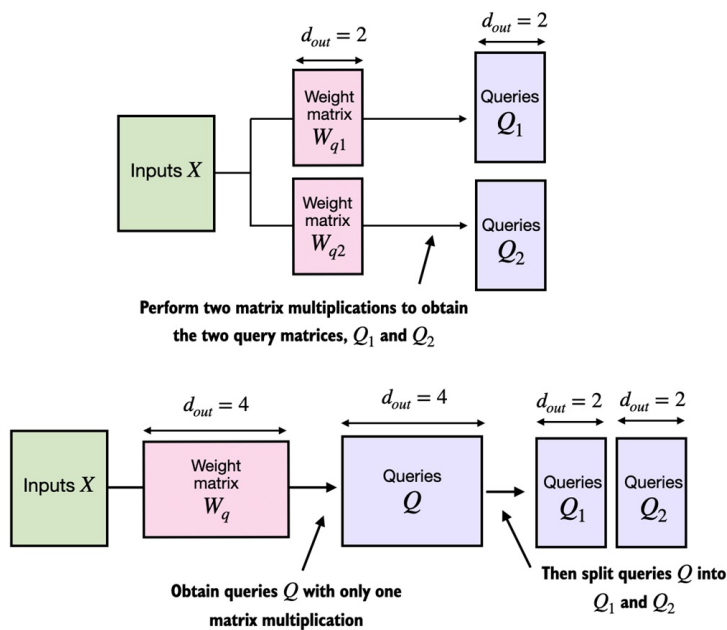 d_out = 2
d_out = 2
Weight
matrix
W_q1
Queries
Q_1
Inputs X
Weight
matrix
W_q2
Queries
Q_2
Perform two matrix multiplications to obtain
the two query matrices, Q_1 and Q_2
d_out = 4
d_out = 4
d_out = 2
d_out = 2
Inputs X
Weight
matrix
W_q
Queries
Q
Queries
Q_1
Queries
Q_2
Obtain queries Q with only one
matrix multiplication
Then split queries Q into
Q_1 and Q_2